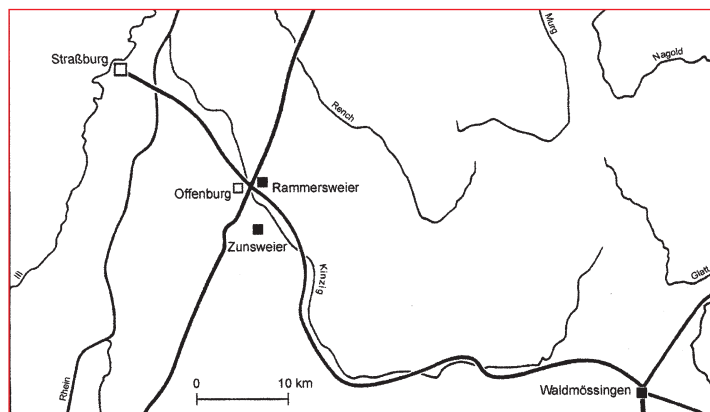 Straßburg
Murg
Nagold
Rench
Offenburg
Rammersweier
Zunsweier
Kinzig
Ill
Glatt
Rhein
0 10 km
Waldmössingen